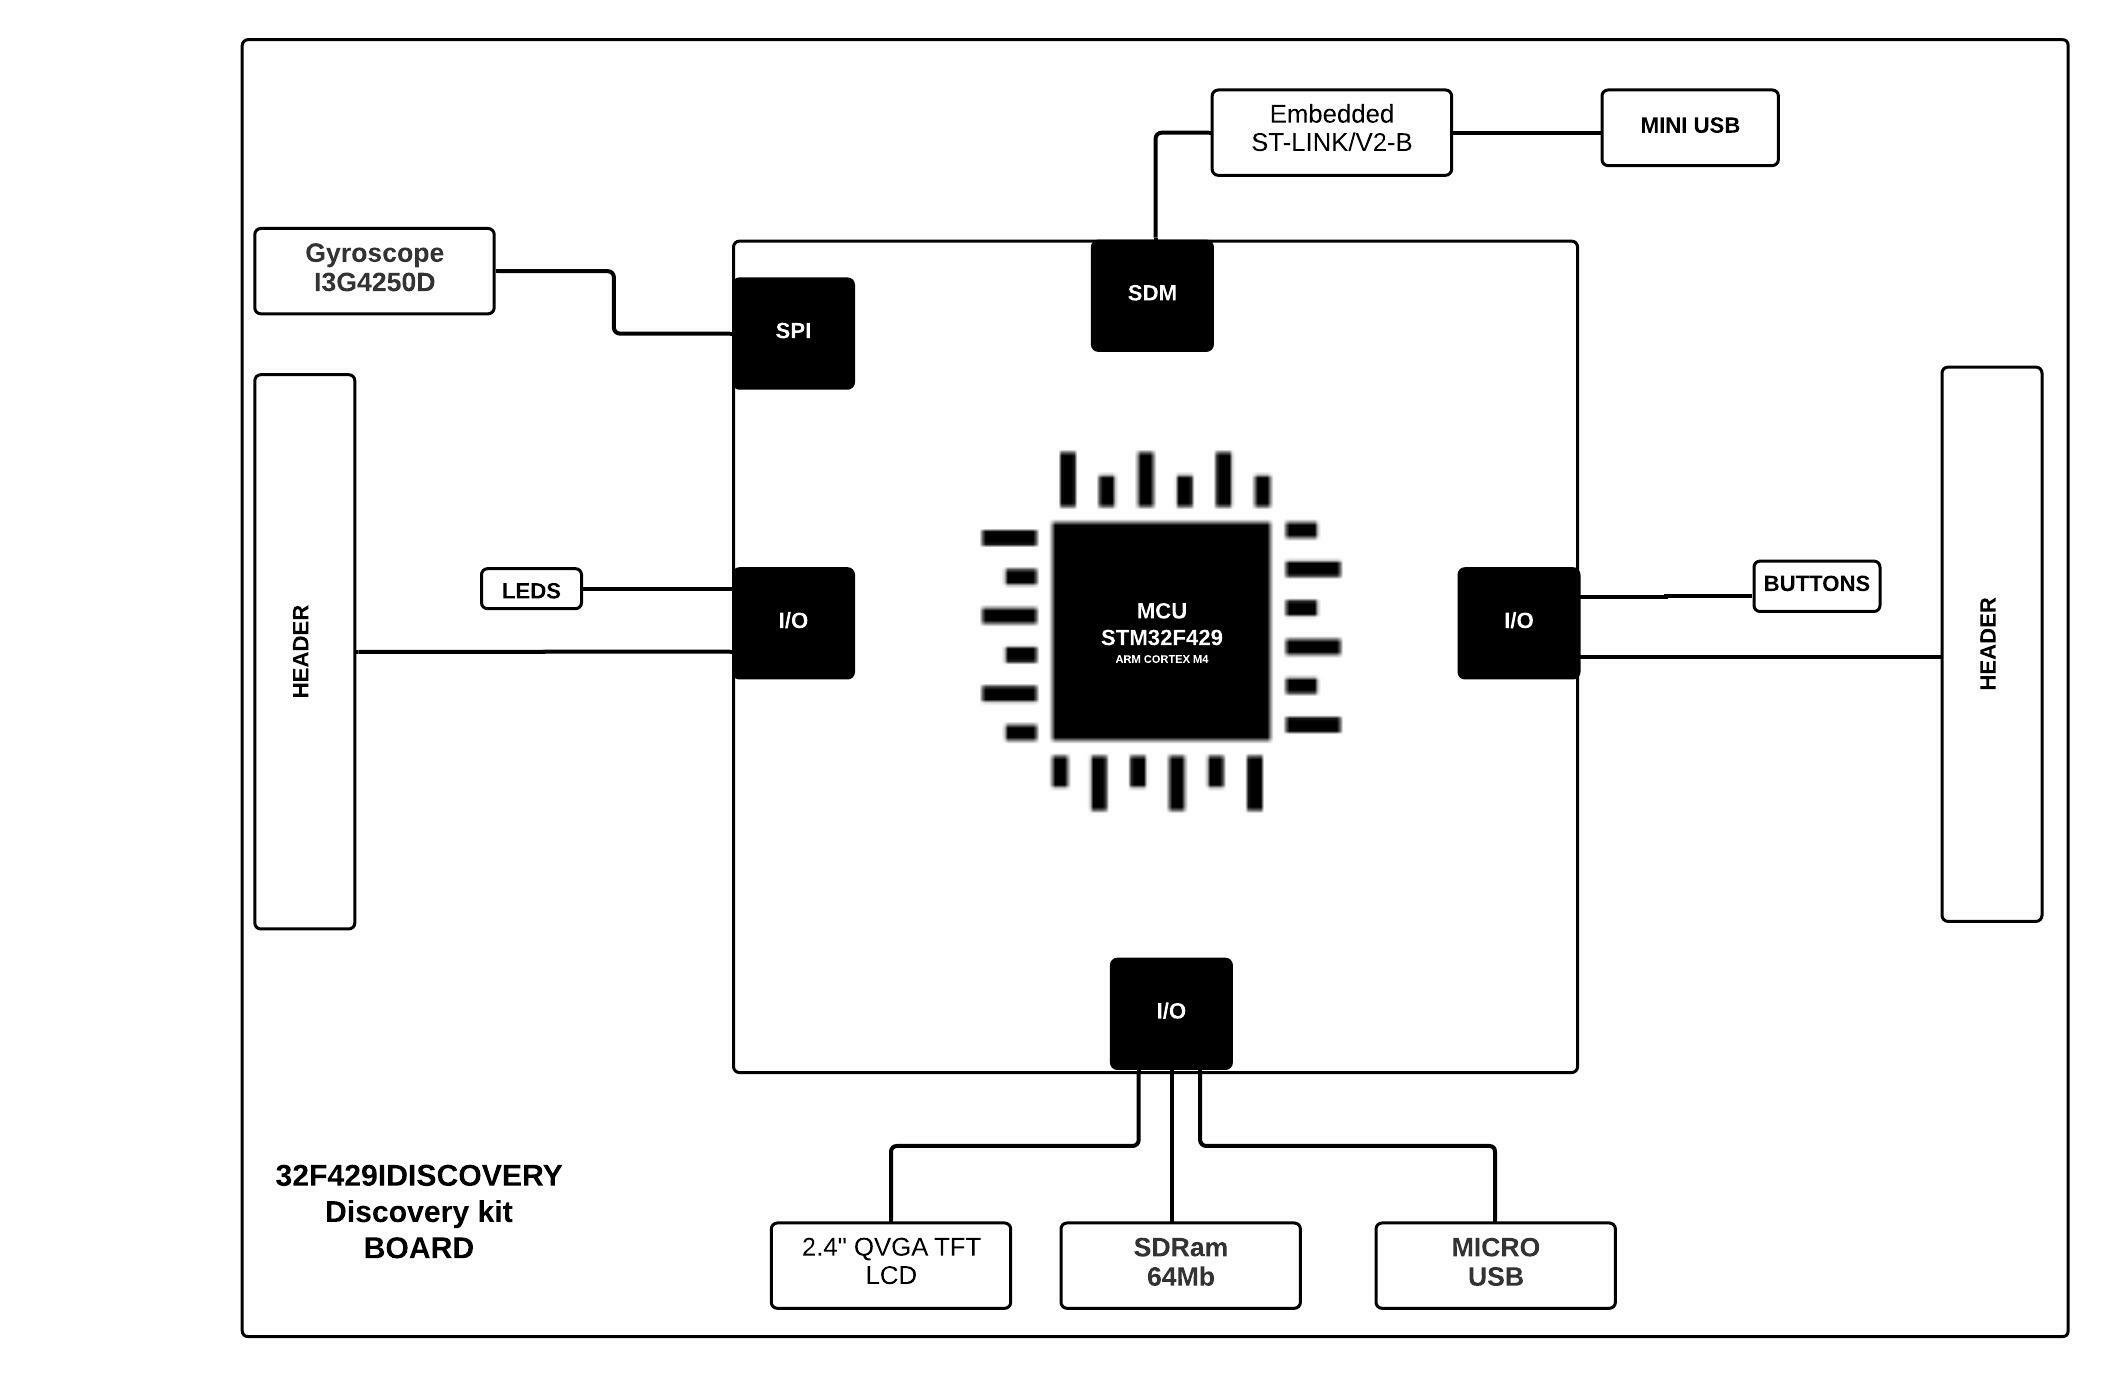 Embedded
ST-LINK/V2-B
MINI USB
Gyroscope
I3G4250D
SPI
SDM
HEADER
LEDS
I/O
MCU
STM32F429
ARM CORTEX M4
I/O
BUTTONS
HEADER
I/O
32F429IDISCOVERY
Discovery kit
BOARD
2.4" QVGA TFT
LCD
SDRam
64Mb
MICRO
USB